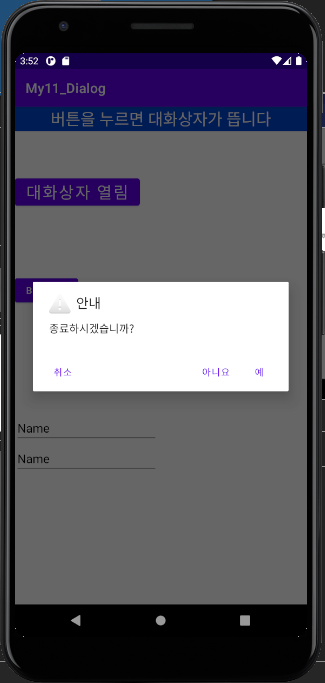 3:52
My11_Dialog
버튼을 누르면 대화상자가 뜹니다
대화상자 열림
안내
종료하시겠습니까?
취소 아니요 예
Name
Name